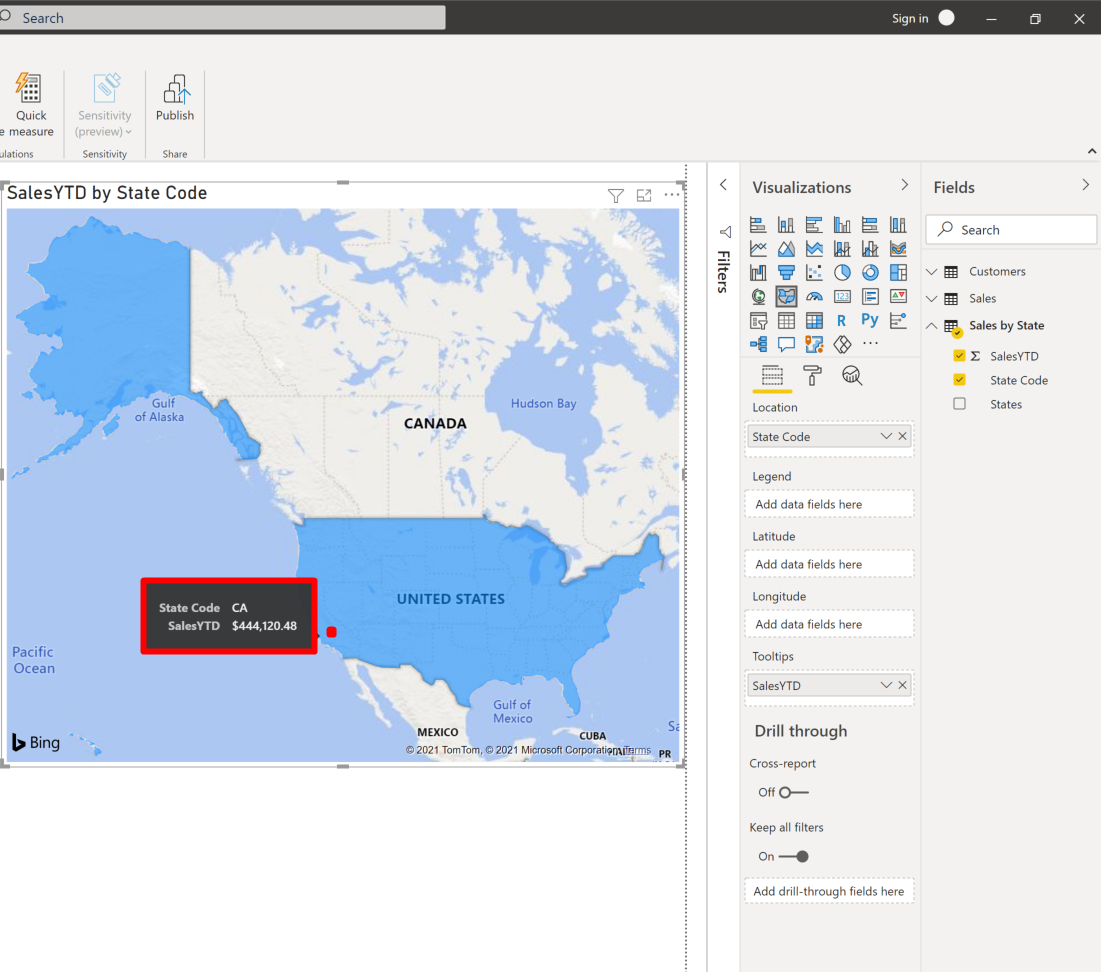 Search
Sign in
Quick
e measure
ulations
Sensitivity
(preview)
Sensitivity
Publish
Share
SalesYTD by State Code
Gulf
of Alaska
CANADA
Hudson Bay
UNITED STATES
State Code CA
SalesYTD $444,120.48
Pacific
Ocean
Gulf of
Mexico
MEXICO
CUBA
Sa
PR
Bing
© 2021 TomTom, © 2021 Microsoft Corporation Terms
Filters
Visualizations
123
R
Py
Location
State Code
Legend
Add data fields here
Latitude
Add data fields here
Longitude
Add data fields here
Tooltips
SalesYTD
Drill through
Cross-report
Off
Keep all filters
On
Add drill-through fields here
Fields
Search
Customers
Sales
Sales by State
Σ SalesYTD
State Code
States